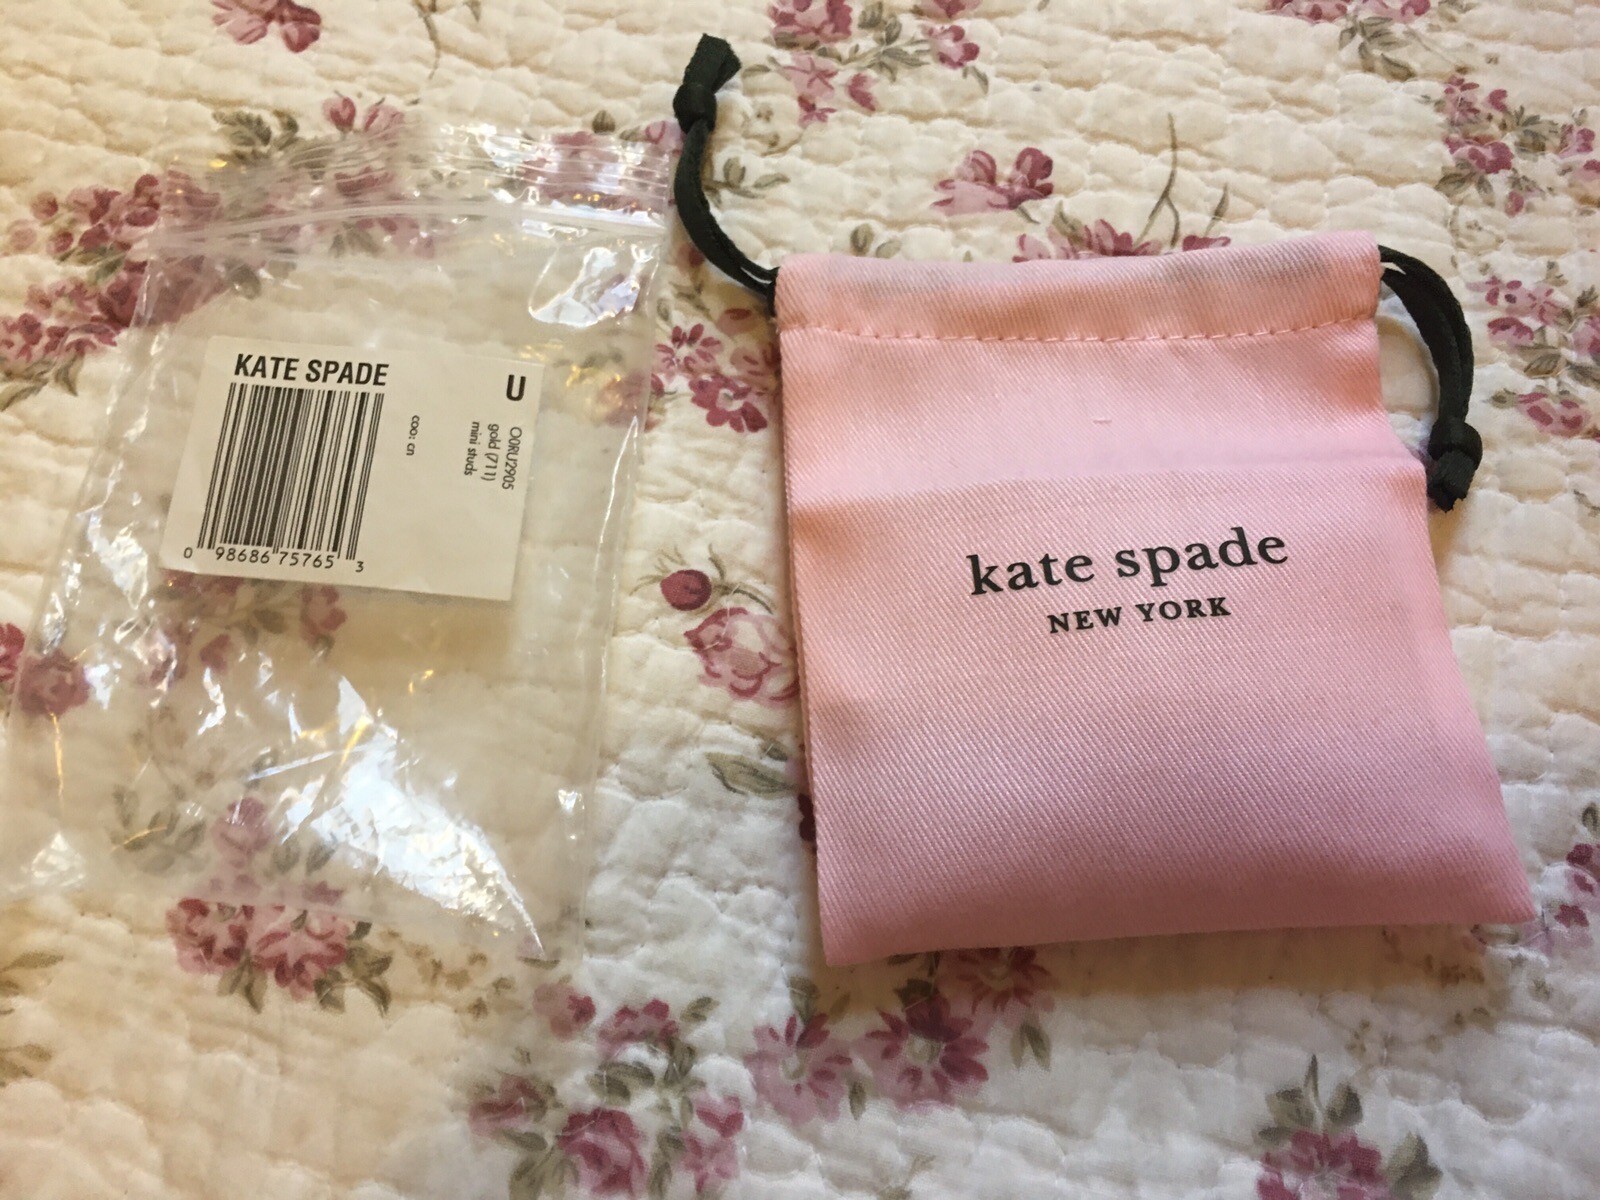 KATE SPADE
U
O0RU2905
gold (711)
mini studs
coo: cn
0 98686 75765 3
kate spade
NEW YORK